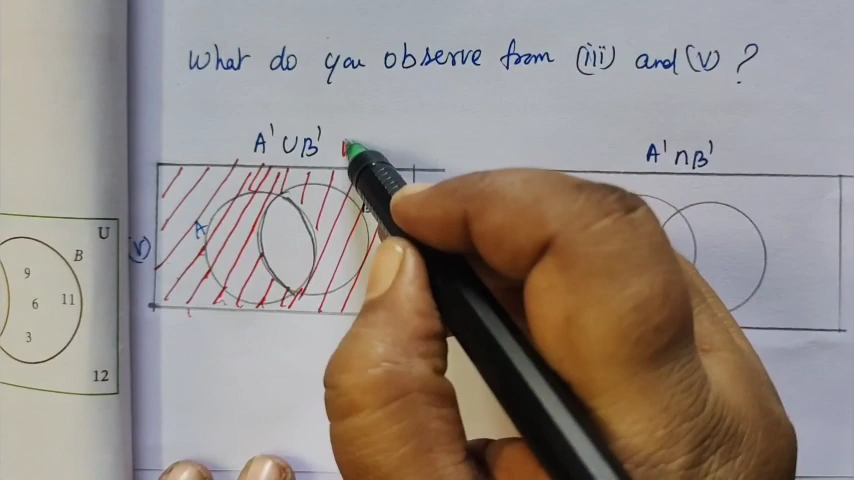 What do you observe from (iii) and (v) ?
A' ∪ B'
A' ∩ B'
A
(v)
U
B
9
6 11
3
12